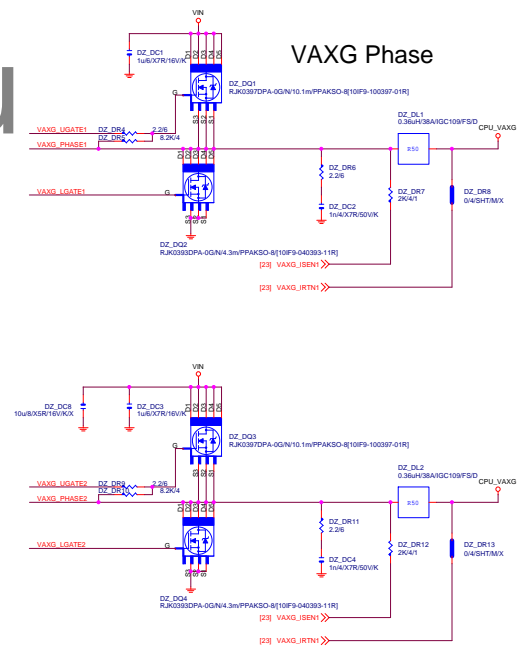 VAXG Phase
VIN
DZ_DC1
1u/6/X7R/16V/K
D1 D2 D3 D4 D5
DZ_DQ1
RJK0397DPA-0G/N/10.1m/PPAKSO-8[10IF9-100397-01R]
G
S3 S2 S1
VAXG_UGATE1
DZ_DR4
2.2/6
DZ_DR5
8.2K/4
VAXG_PHASE1
D1 D2 D3 D4 D5
VAXG_LGATE1
G
S3 S2 S1
DZ_DQ2
RJK0393DPA-0G/N/4.3m/PPAKSO-8/[10IF9-040393-11R]
DZ_DR6
2.2/6
DZ_DC2
1n/4/X7R/50V/K
DZ_DL1
0.36uH/38A/IGC109/FS/D
R50
CPU_VAXG
DZ_DR7
2K/4/1
DZ_DR8
0/4/SHT/M/X
[23] VAXG_ISEN1
[23] VAXG_IRTN1
VIN
DZ_DC8
10u/8/X5R/16V/K/X
DZ_DC3
1u/6/X7R/16V/K
D1 D2 D3 D4 D5
DZ_DQ3
RJK0397DPA-0G/N/10.1m/PPAKSO-8[10IF9-100397-01R]
G
S3 S2 S1
VAXG_UGATE2
DZ_DR9
2.2/6
DZ_DR10
8.2K/4
VAXG_PHASE2
D1 D2 D3 D4 D5
VAXG_LGATE2
G
S3 S2 S1
DZ_DQ4
RJK0393DPA-0G/N/4.3m/PPAKSO-8/[10IF9-040393-11R]
DZ_DR11
2.2/6
DZ_DC4
1n/4/X7R/50V/K
DZ_DL2
0.36uH/38A/IGC109/FS/D
R50
CPU_VAXG
DZ_DR12
2K/4/1
DZ_DR13
0/4/SHT/M/X
[23] VAXG_ISEN2
[23] VAXG_IRTN1